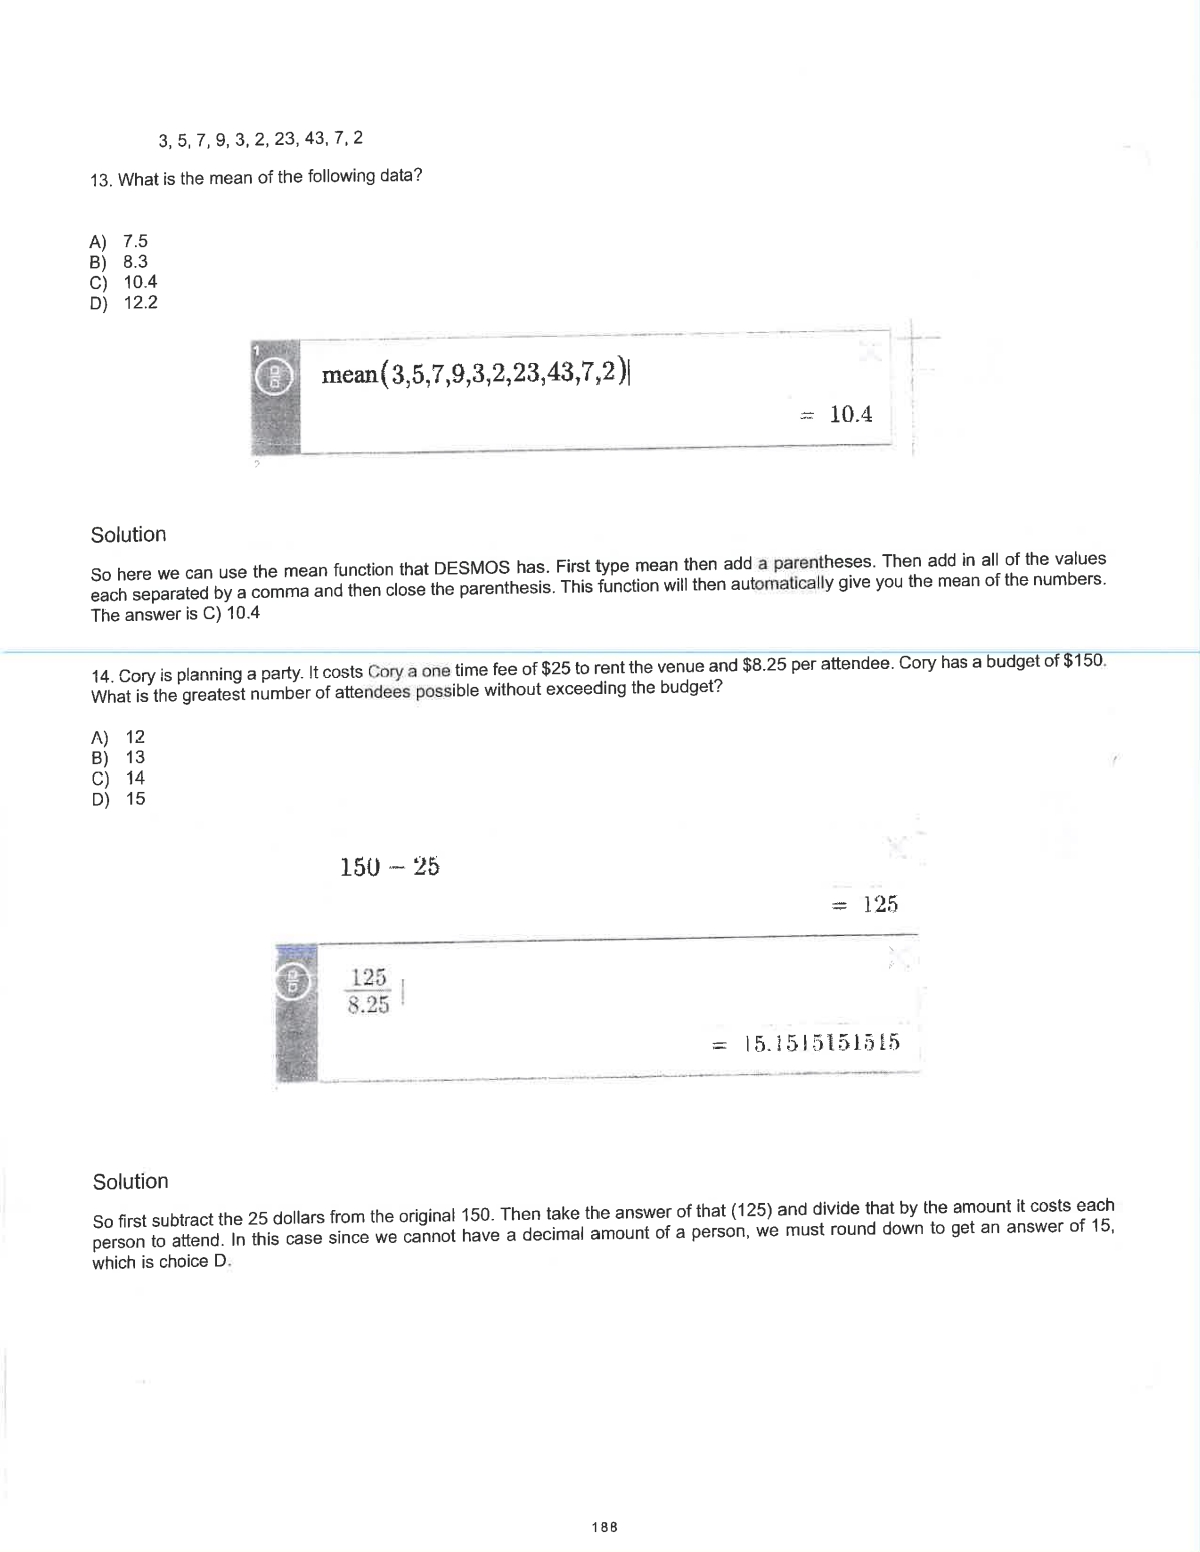 3, 5, 7, 9, 3, 2, 23, 43, 7, 2
13. What is the mean of the following data?
A) 7.5
B) 8.3
C) 10.4
D) 12.2
1
mean(3,5,7,9,3,2,23,43,7,2)
= 10.4
2
Solution
So here we can use the mean function that DESMOS has. First type mean then add a parentheses. Then add in all of the values
each separated by a comma and then close the parenthesis. This function will then automatically give you the mean of the numbers.
The answer is C) 10.4
14. Cory is planning a party. It costs Cory a one time fee of $25 to rent the venue and $8.25 per attendee. Cory has a budget of $150.
What is the greatest number of attendees possible without exceeding the budget?
A) 12
B) 13
C) 14
D) 15
150 − 25
= 125
125
8.25
= 15.1515151515
Solution
So first subtract the 25 dollars from the original 150. Then take the answer of that (125) and divide that by the amount it costs each
person to attend. In this case since we cannot have a decimal amount of a person, we must round down to get an answer of 15,
which is choice D.
188